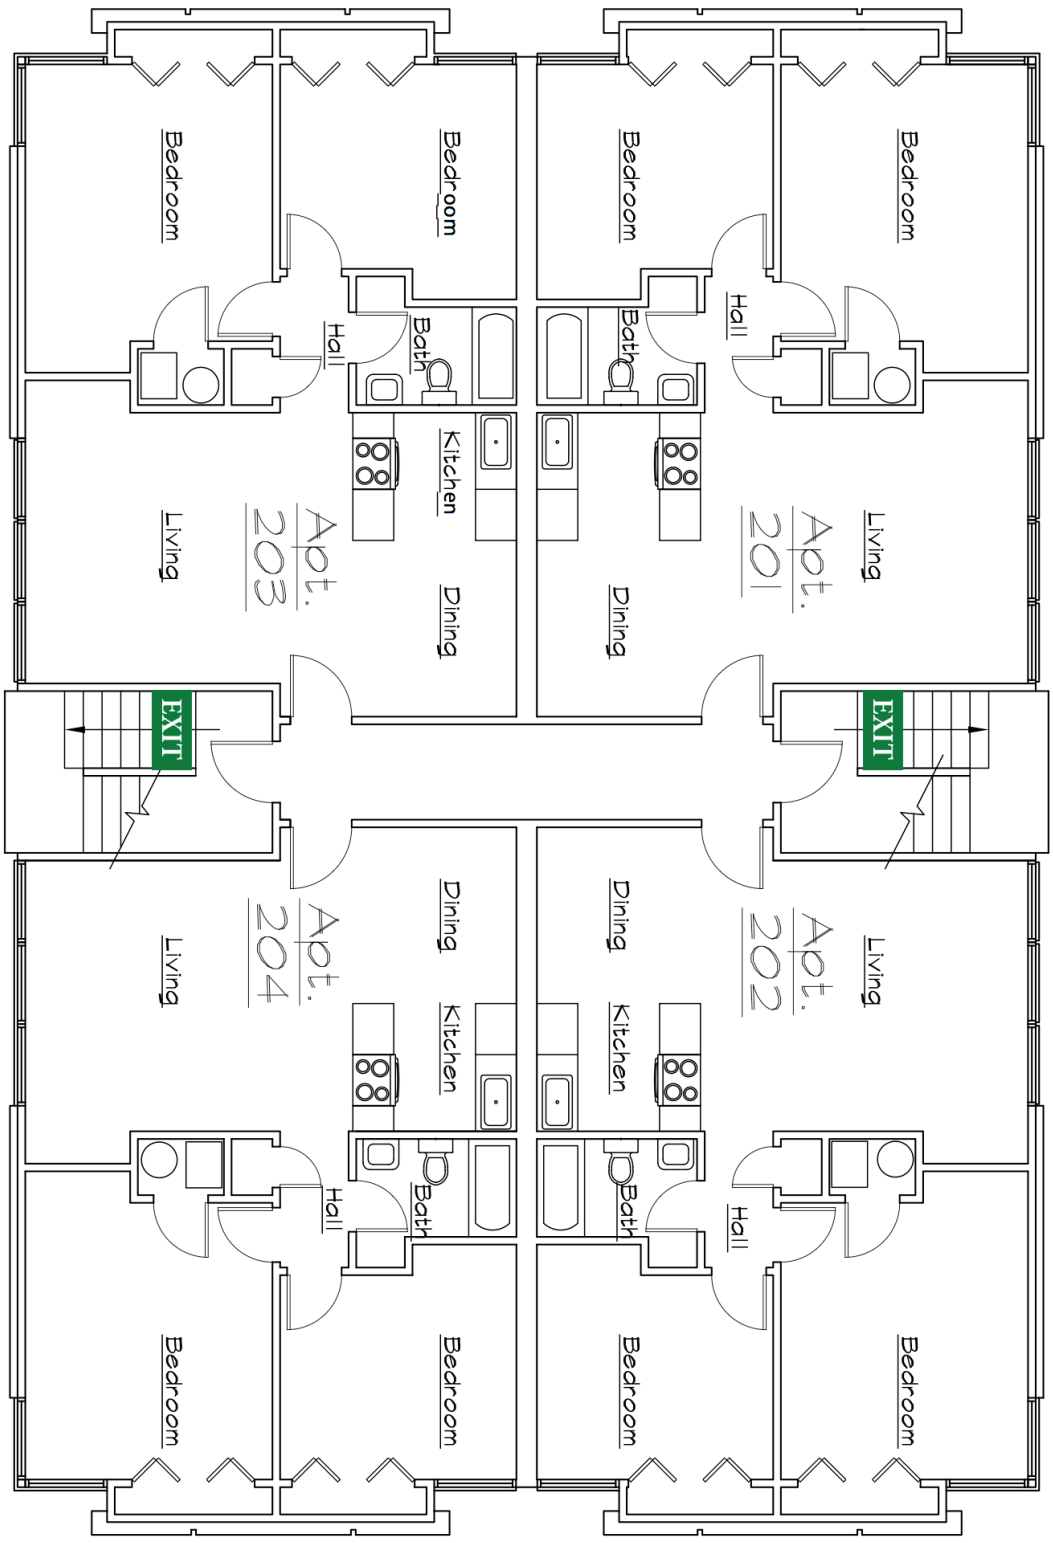 Bedroom
Living
EXIT
Living
Bedroom
Apt.
201
Apt.
202
Hall
Hall
Bedroom
Bath
Dining
Dining
Kitchen
Bath
Bedroom
Bedroom
Kitchen
Dining
Dining
Kitchen
Bedroom
Bath
Bath
Hall
Hall
Apt.
203
Apt.
204
Bedroom
Living
EXIT
Living
Bedroom